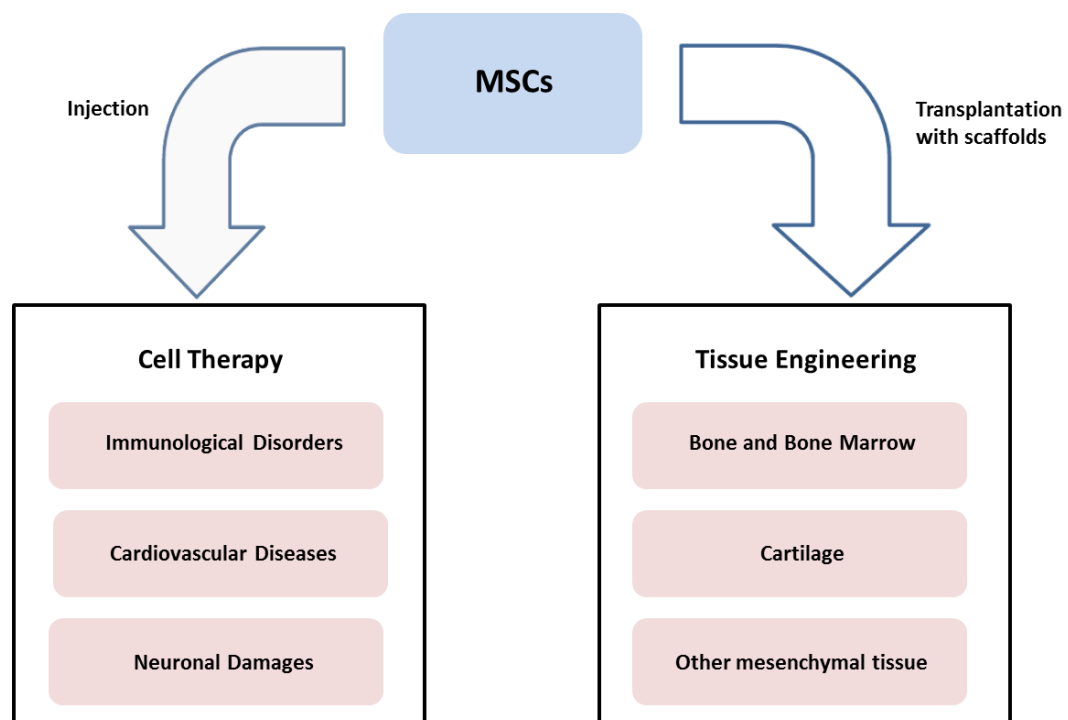 MSCs
Injection
Transplantation
with scaffolds
Cell Therapy
Immunological Disorders
Cardiovascular Diseases
Neuronal Damages
Tissue Engineering
Bone and Bone Marrow
Cartilage
Other mesenchymal tissue